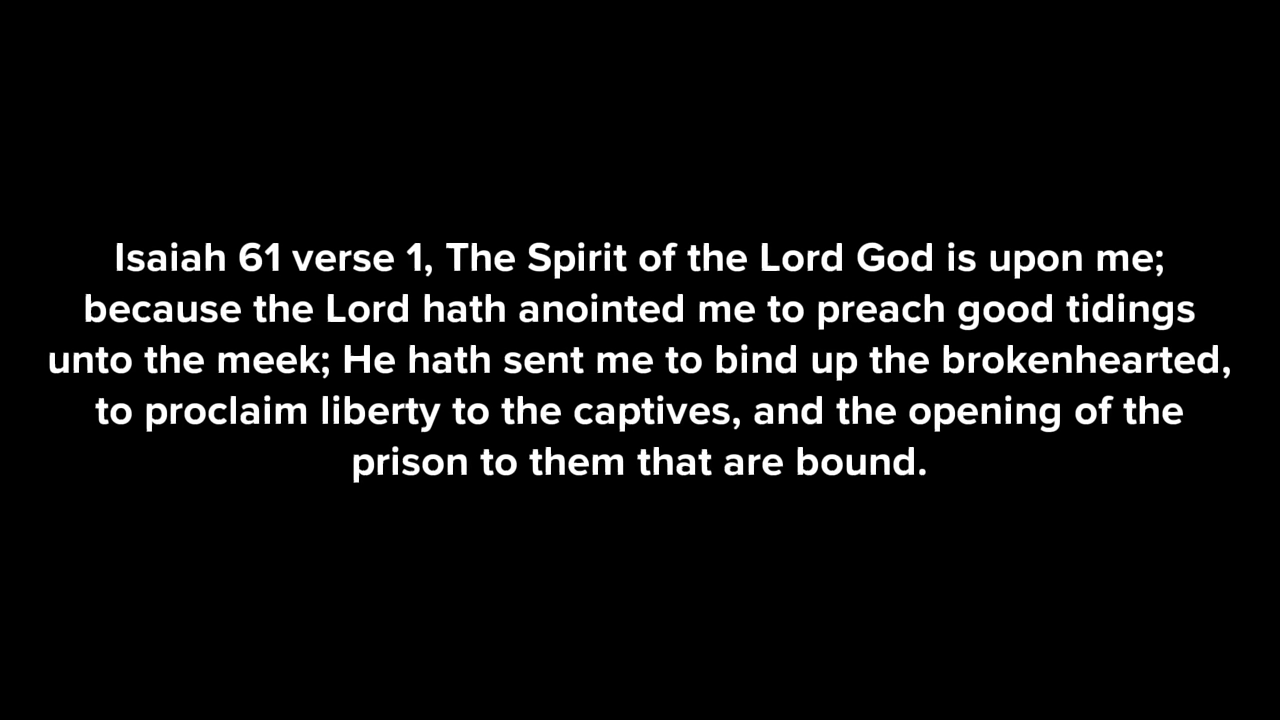 Isaiah 61 verse 1, The Spirit of the Lord God is upon me;
because the Lord hath anointed me to preach good tidings
unto the meek; He hath sent me to bind up the brokenhearted,
to proclaim liberty to the captives, and the opening of the
prison to them that are bound.